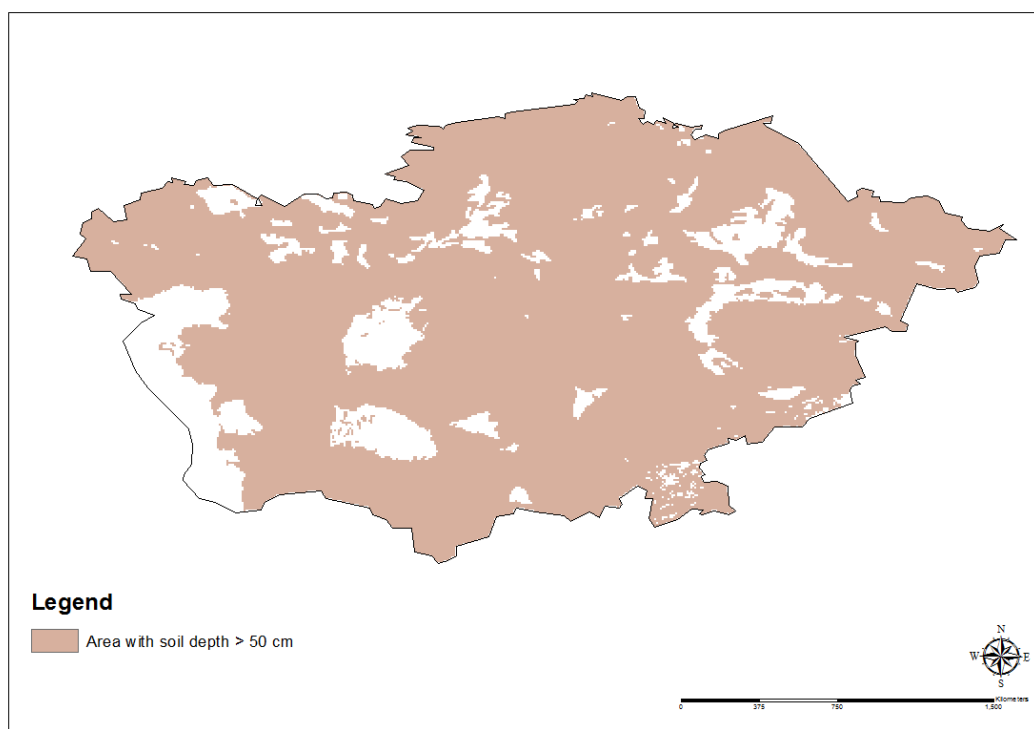 Legend
Area with soil depth > 50 cm
N
W E
S
Kilometers
0 375 750 1,500